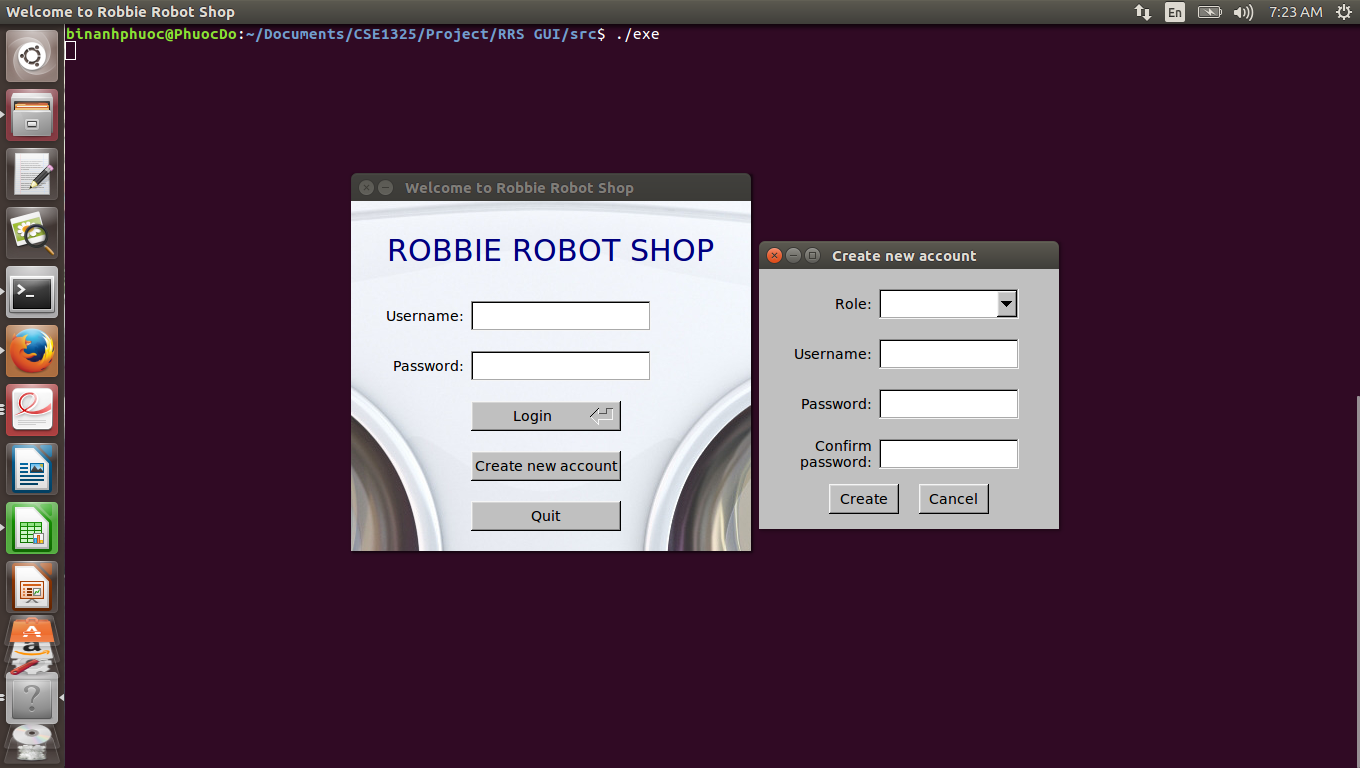 Welcome to Robbie Robot Shop
En
7:23 AM
binanhphuoc@PhuocDo:~/Documents/CSE1325/Project/RRS GUI/src$ ./exe
Welcome to Robbie Robot Shop
ROBBIE ROBOT SHOP
Username:
Password:
Login
Create new account
Quit
Create new account
Role:
Username:
Password:
Confirm
password:
Create
Cancel